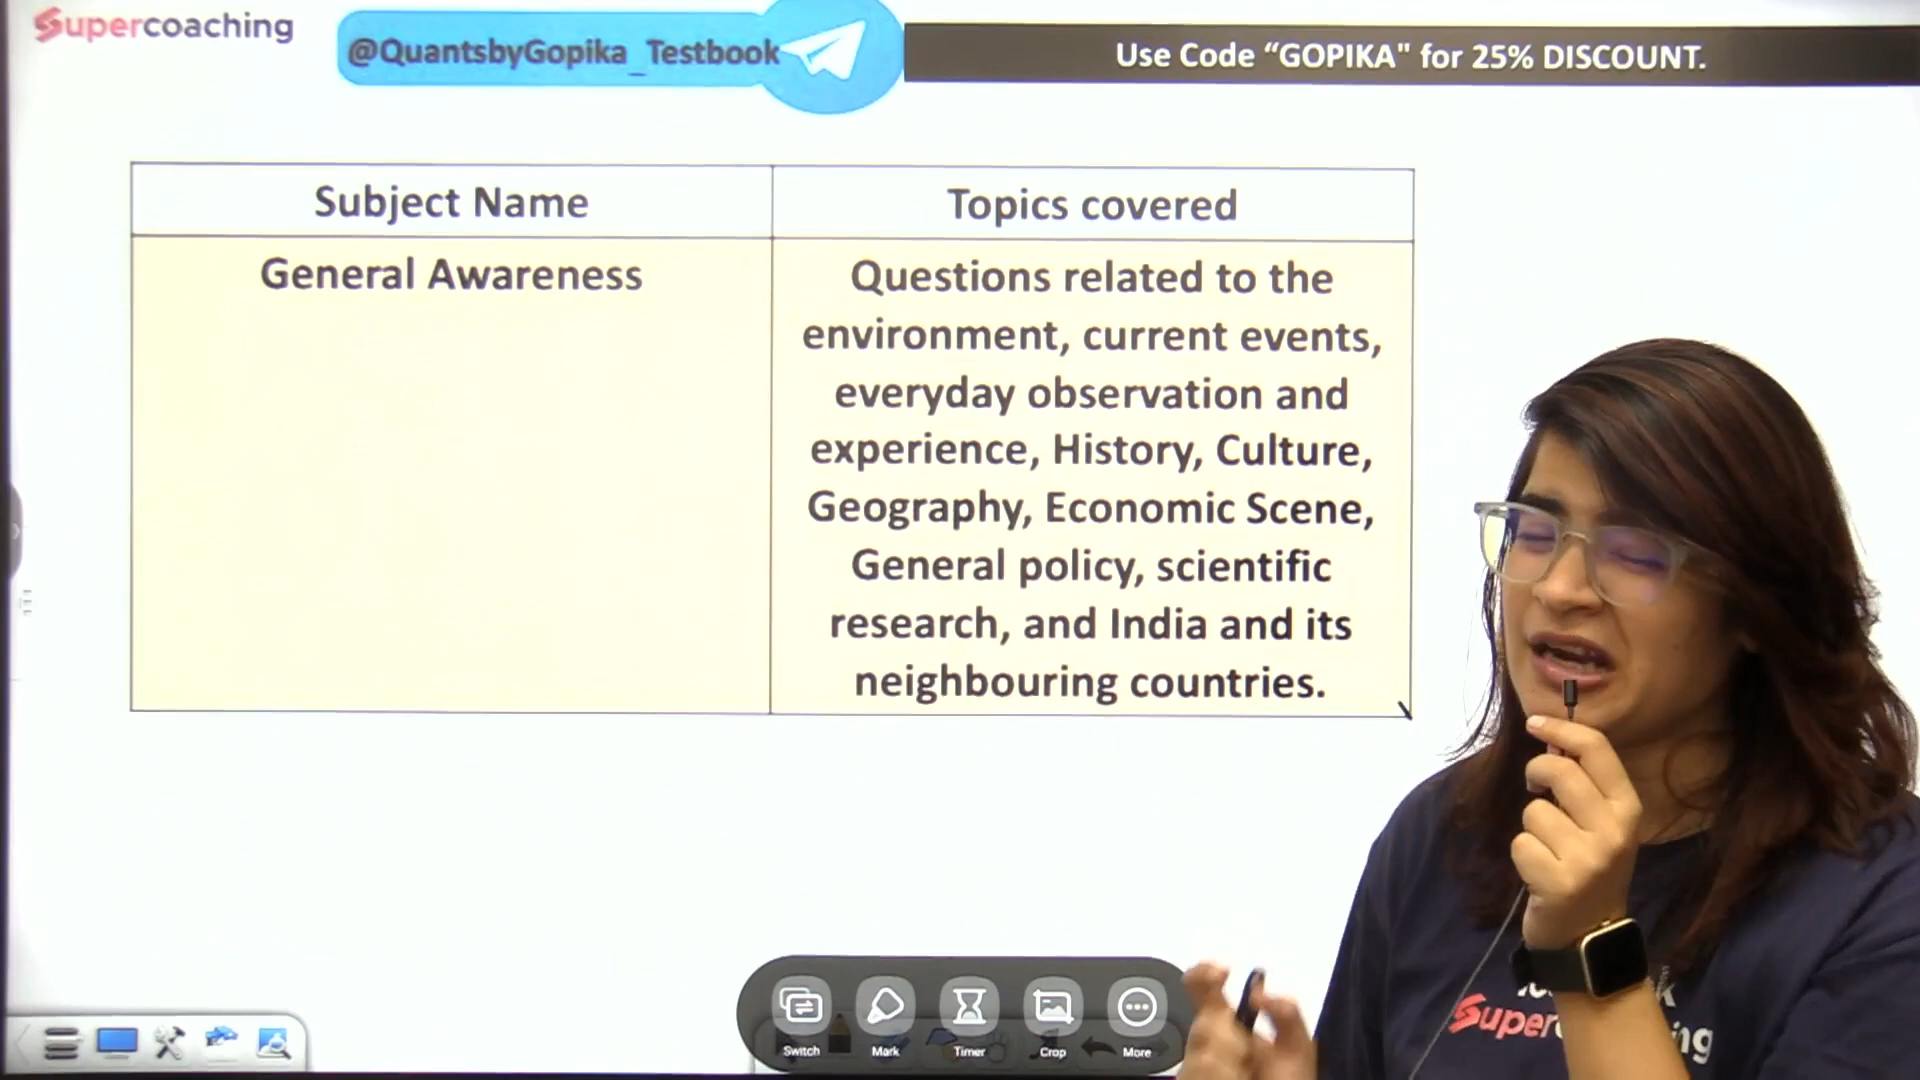 Supercoaching
@QuantsbyGopika_Testbook
Use Code “GOPIKA" for 25% DISCOUNT.
Subject Name
Topics covered
General Awareness
Questions related to the
environment, current events,
everyday observation and
experience, History, Culture,
Geography, Economic Scene,
General policy, scientific
research, and India and its
neighbouring countries.
Switch
Mark
Timer
Crop
More